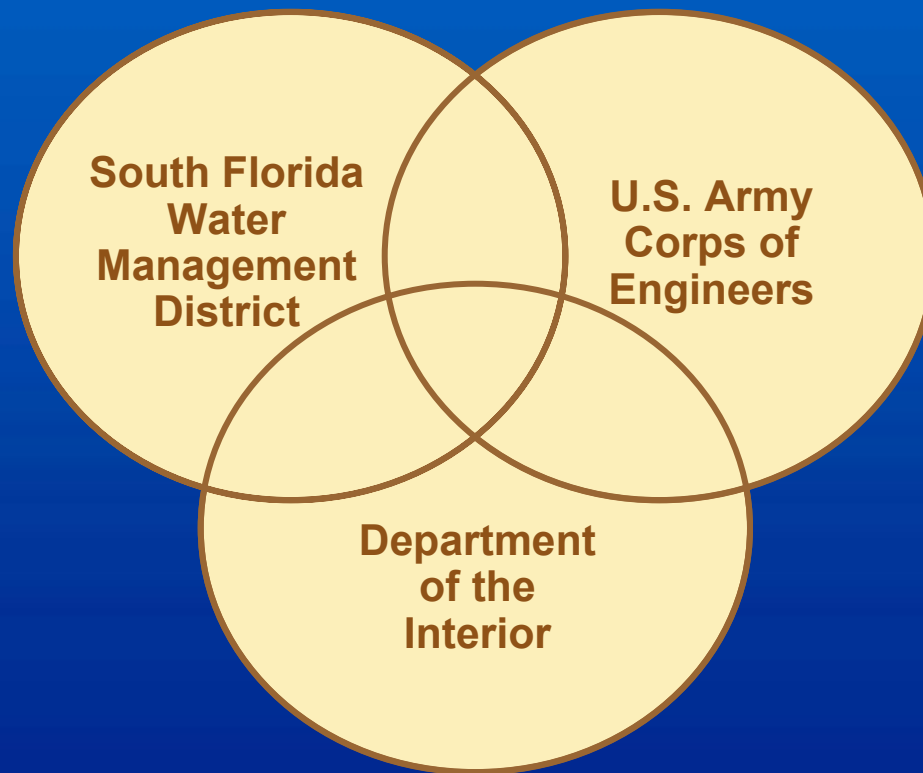 South Florida
Water
Management
District
U.S. Army
Corps of
Engineers
Department
of the
Interior